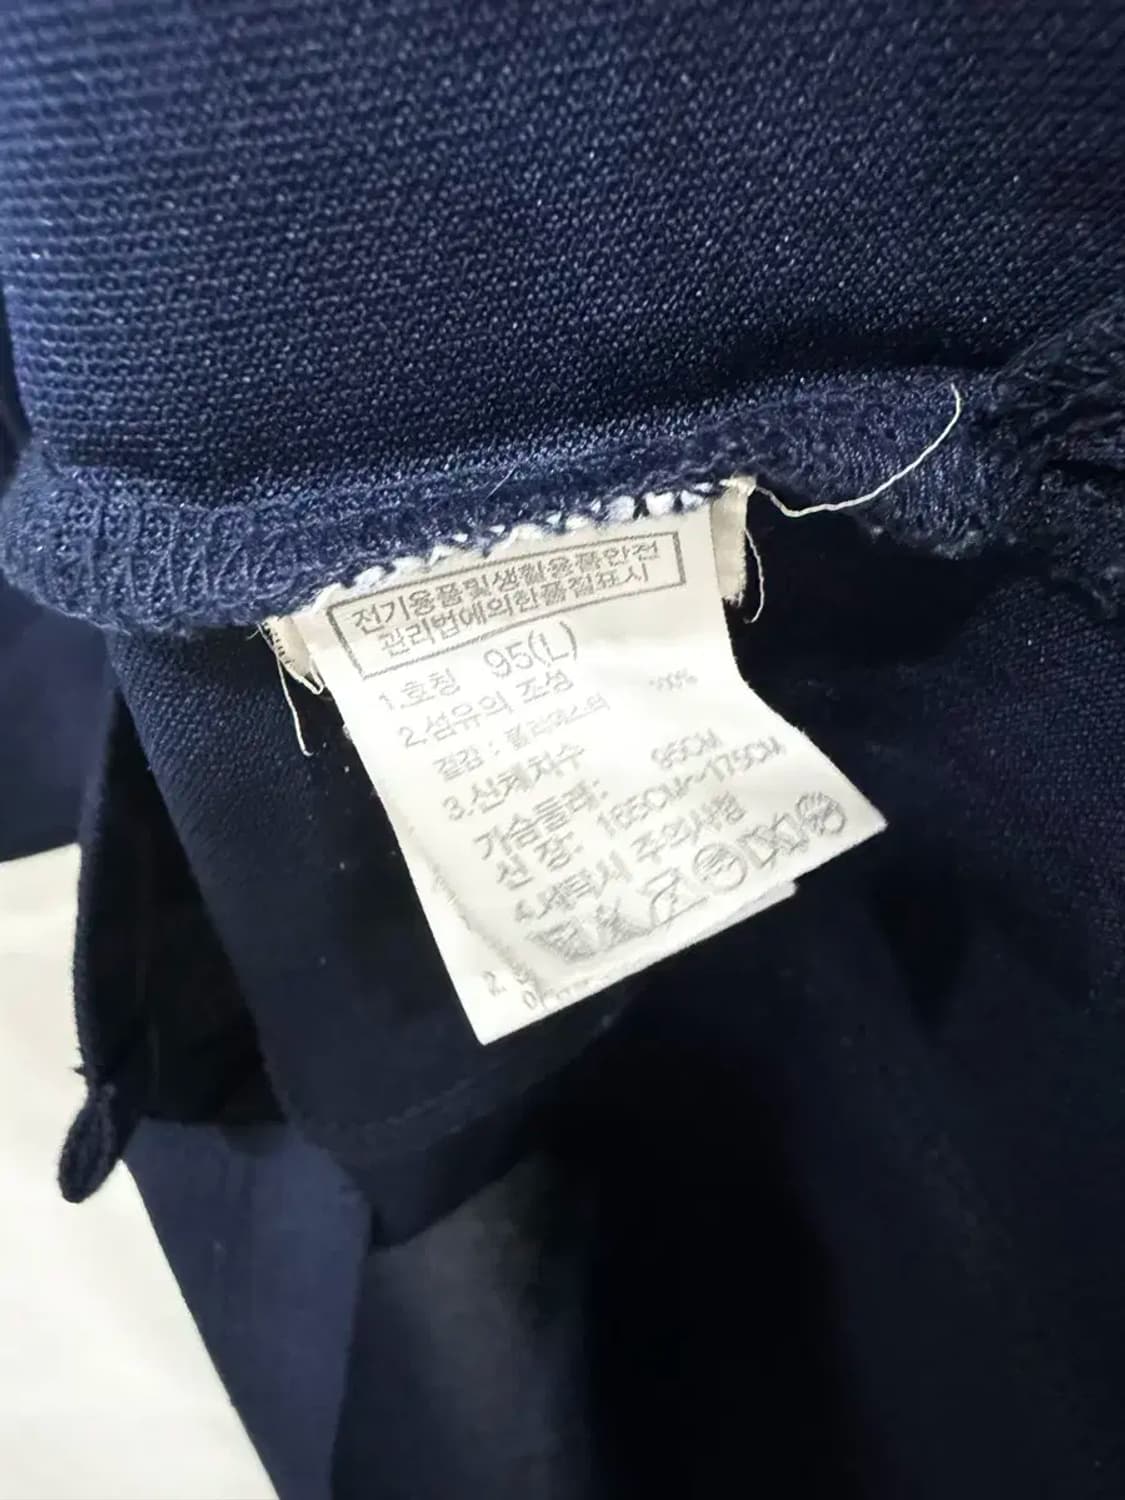 전기용품및생활용품안전
관리법에의한품질표시
1.호칭 95(L)
2.섬유의 조성
겉감 : 폴리에스터 100%
3.신체치수
가슴둘레: 95CM
신 장: 165CM~175CM
4.세탁시 주의사항